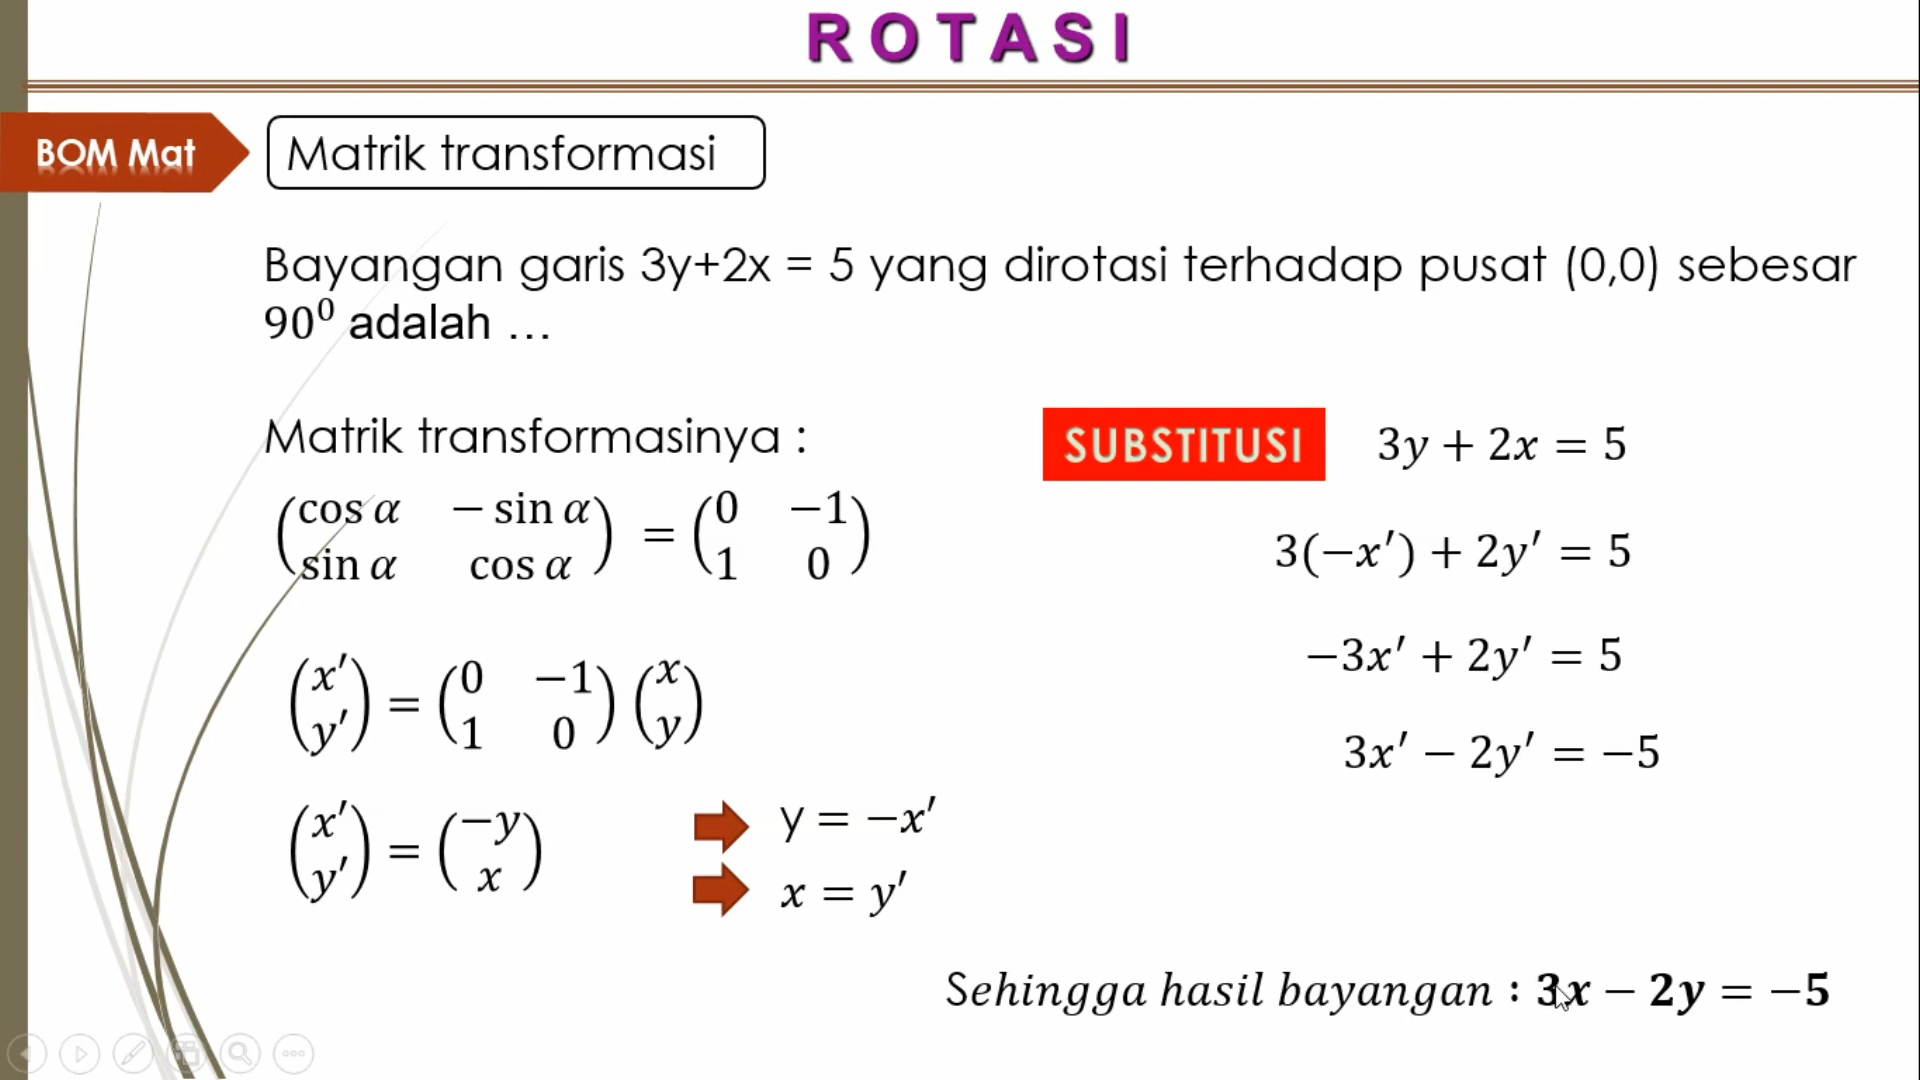 ROTASI
BOM Mat
Matrik transformasi
Bayangan garis 3y+2x = 5 yang dirotasi terhadap pusat (0,0) sebesar
90⁰ adalah ...
Matrik transformasinya :
(cos α  − sin α
sin α  cos α) = (0  −1
1  0)
(x′
y′) = (0  −1
1  0) (x
y)
(x′
y′) = (−y
x)
y = −x′
x = y′
SUBSTITUSI 3y + 2x = 5
3(−x′) + 2y′ = 5
−3x′ + 2y′ = 5
3x′ − 2y′ = −5
Sehingga hasil bayangan : 3x − 2y = −5